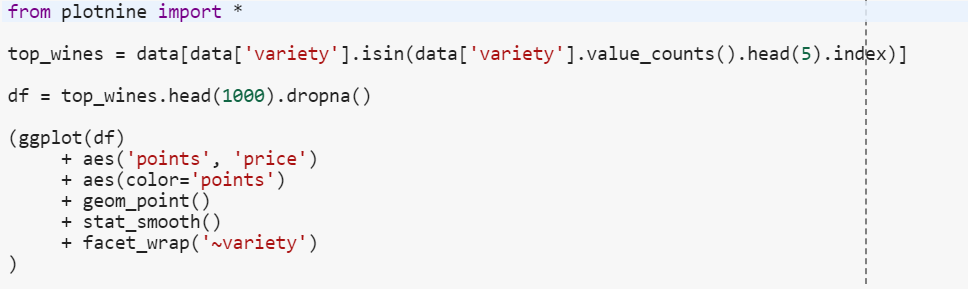 from plotnine import *
top_wines = data[data['variety'].isin(data['variety'].value_counts().head(5).index)]
df = top_wines.head(1000).dropna()
(ggplot(df)
     + aes('points', 'price')
     + aes(color='points')
     + geom_point()
     + stat_smooth()
     + facet_wrap('~variety')
)